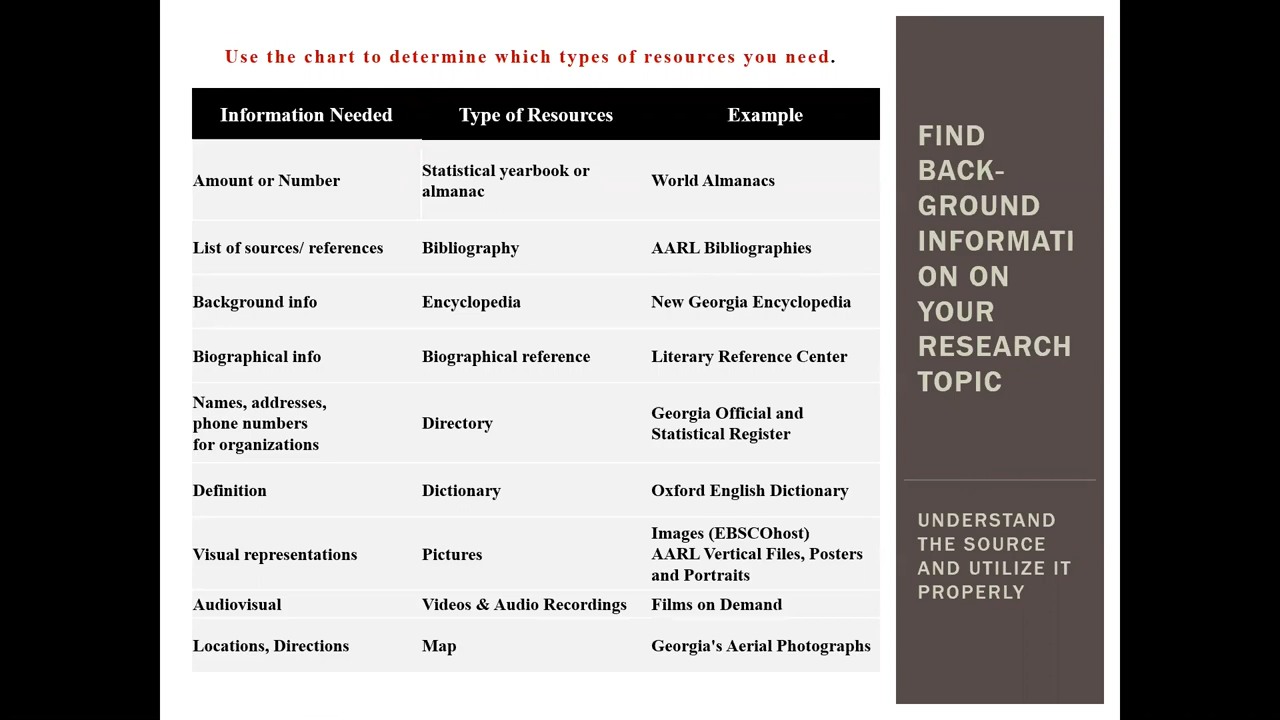 Use the chart to determine which types of resources you need.
Information Needed Type of Resources Example
Amount or Number
Statistical yearbook or
almanac
World Almanacs
List of sources/ references Bibliography AARL Bibliographies
Background info Encyclopedia New Georgia Encyclopedia
Biographical info Biographical reference Literary Reference Center
Names, addresses,
phone numbers
for organizations
Directory
Georgia Official and
Statistical Register
Definition Dictionary Oxford English Dictionary
Visual representations
Pictures
Images (EBSCOhost)
AARL Vertical Files, Posters
and Portraits
Audiovisual Videos & Audio Recordings Films on Demand
Locations, Directions Map Georgia's Aerial Photographs
FIND
BACK-
GROUND
INFORMATI
ON ON
YOUR
RESEARCH
TOPIC
UNDERSTAND
THE SOURCE
AND UTILIZE IT
PROPERLY